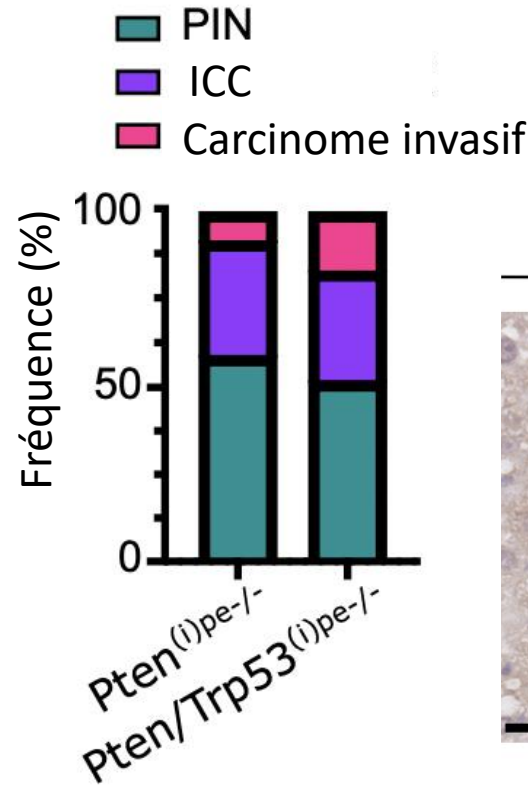 PIN
ICC
Carcinome invasif
Fréquence (%)
100
50
0
Pten(i)pe-/-
Pten/Trp53(i)pe-/-